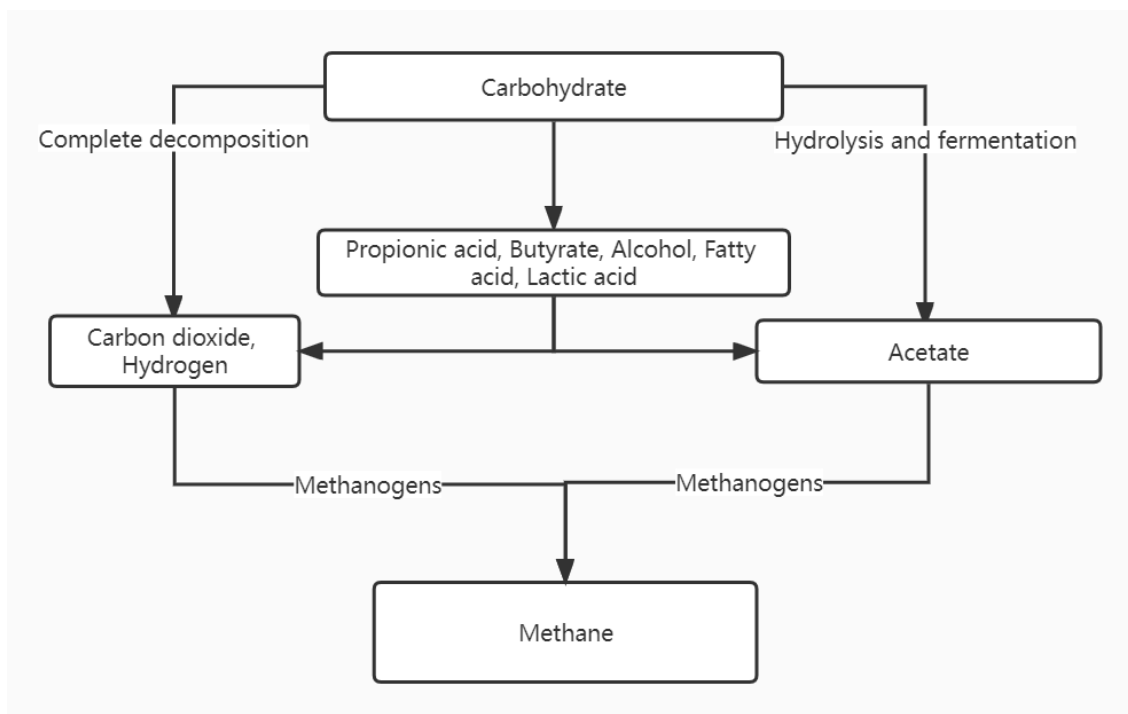 Carbohydrate
Complete decomposition
Hydrolysis and fermentation
Propionic acid, Butyrate, Alcohol, Fatty
acid, Lactic acid
Carbon dioxide,
Hydrogen
Acetate
Methanogens
Methanogens
Methane